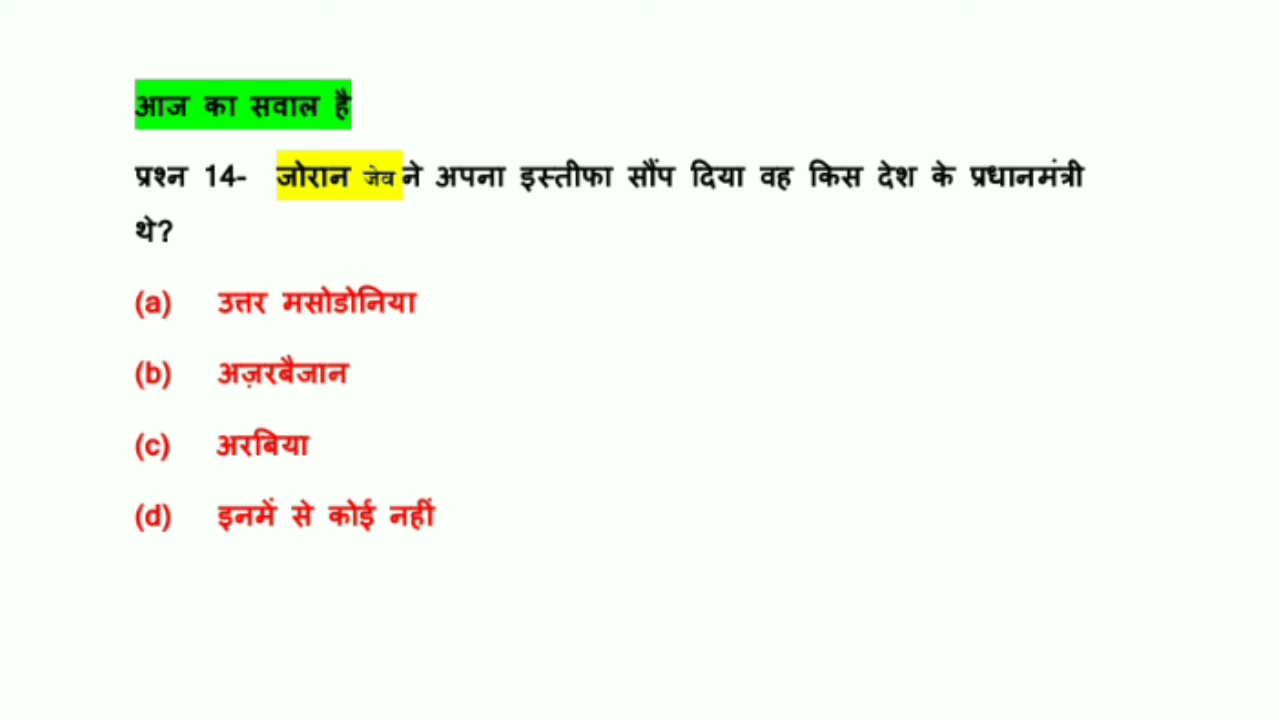 आज का सवाल है
प्रश्न 14- जोरान जेव ने अपना इस्तीफा सौंप दिया वह किस देश के प्रधानमंत्री
थे?
(a) उत्तर मसोडोनिया
(b) अज़रबैजान
(c) अरबिया
(d) इनमें से कोई नहीं